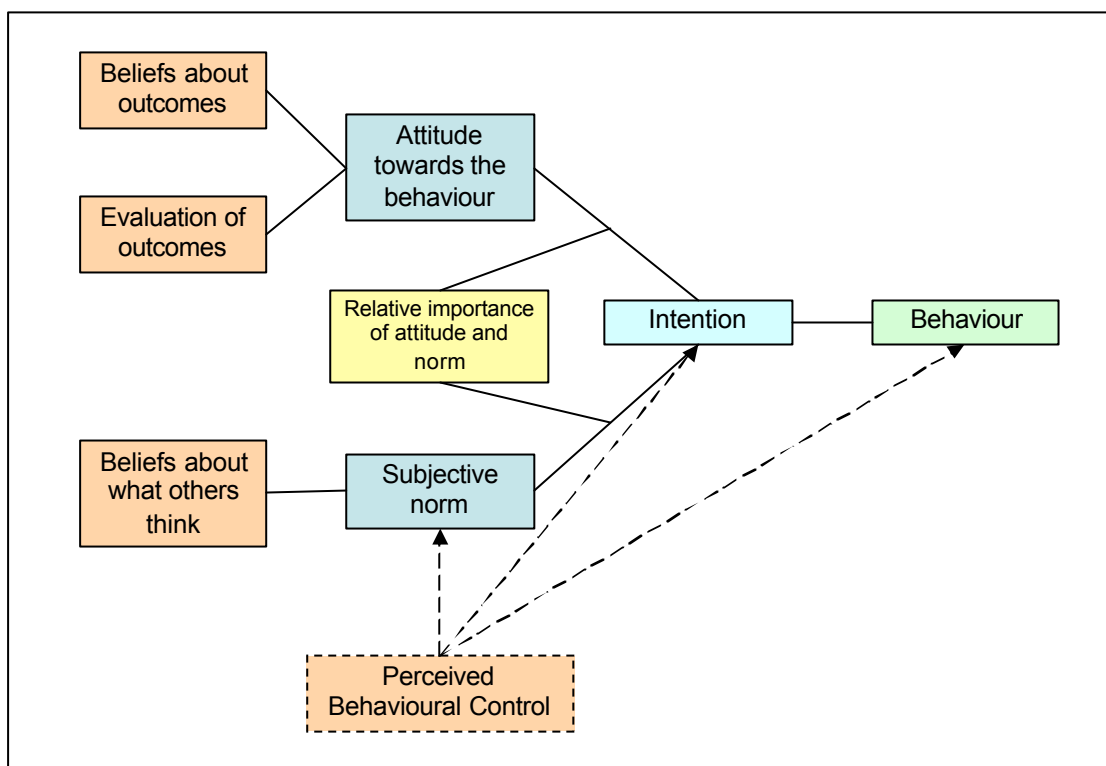 Beliefs about
outcomes
Attitude
towards the
behaviour
Evaluation of
outcomes
Relative importance
of attitude and
norm
Intention
Behaviour
Beliefs about
what others
think
Subjective
norm
Perceived
Behavioural Control